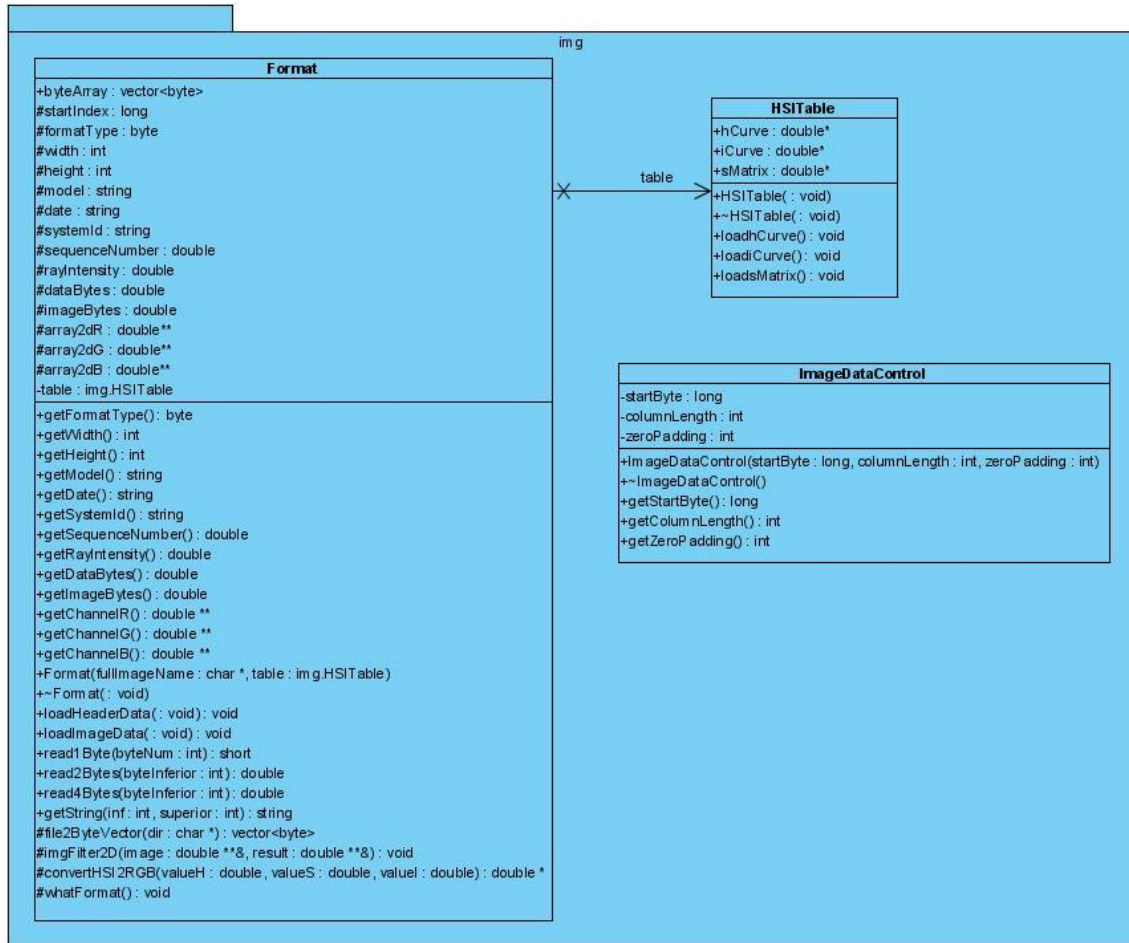 img
Format
+byteArray : vector<byte>
#startIndex : long
#formatType : byte
#width : int
#height : int
#model : string
#date : string
#systemId : string
#sequenceNumber : double
#rayIntensity : double
#dataBytes : double
#imageBytes : double
#array2dR : double**
#array2dG : double**
#array2dB : double**
-table : img.HSITable
+getFormatType() : byte
+getWidth() : int
+getHeight() : int
+getModel() : string
+getDate() : string
+getSystemId() : string
+getSequenceNumber() : double
+getRayIntensity() : double
+getDataBytes() : double
+getImageBytes() : double
+getChannelR() : double **
+getChannelG() : double **
+getChannelB() : double **
+Format(fullImageName : char *, table : img.HSITable)
+~Format( : void)
+loadHeaderData( : void) : void
+loadImageData( : void) : void
+read1Byte(byteNum : int) : short
+read2Bytes(byteInferior : int) : double
+read4Bytes(byteInferior : int) : double
+getString(inf : int, superior : int) : string
#file2ByteVector(dir : char *) : vector<byte>
#imgFilter2D(image : double **&, result : double **&) : void
#convertHSI2RGB(valueH : double, valueS : double, valueI : double) : double *
#whatFormat() : void
table
HSITable
+hCurve : double*
+iCurve : double*
+sMatrix : double*
+HSITable( : void)
+~HSITable( : void)
+loadhCurve() : void
+loadiCurve() : void
+loadsMatrix() : void
ImageDataControl
-startByte : long
-columnLength : int
-zeroPadding : int
+ImageDataControl(startByte : long, columnLength : int, zeroPadding : int)
+~ImageDataControl()
+getStartByte() : long
+getColumnLength() : int
+getZeroPadding() : int